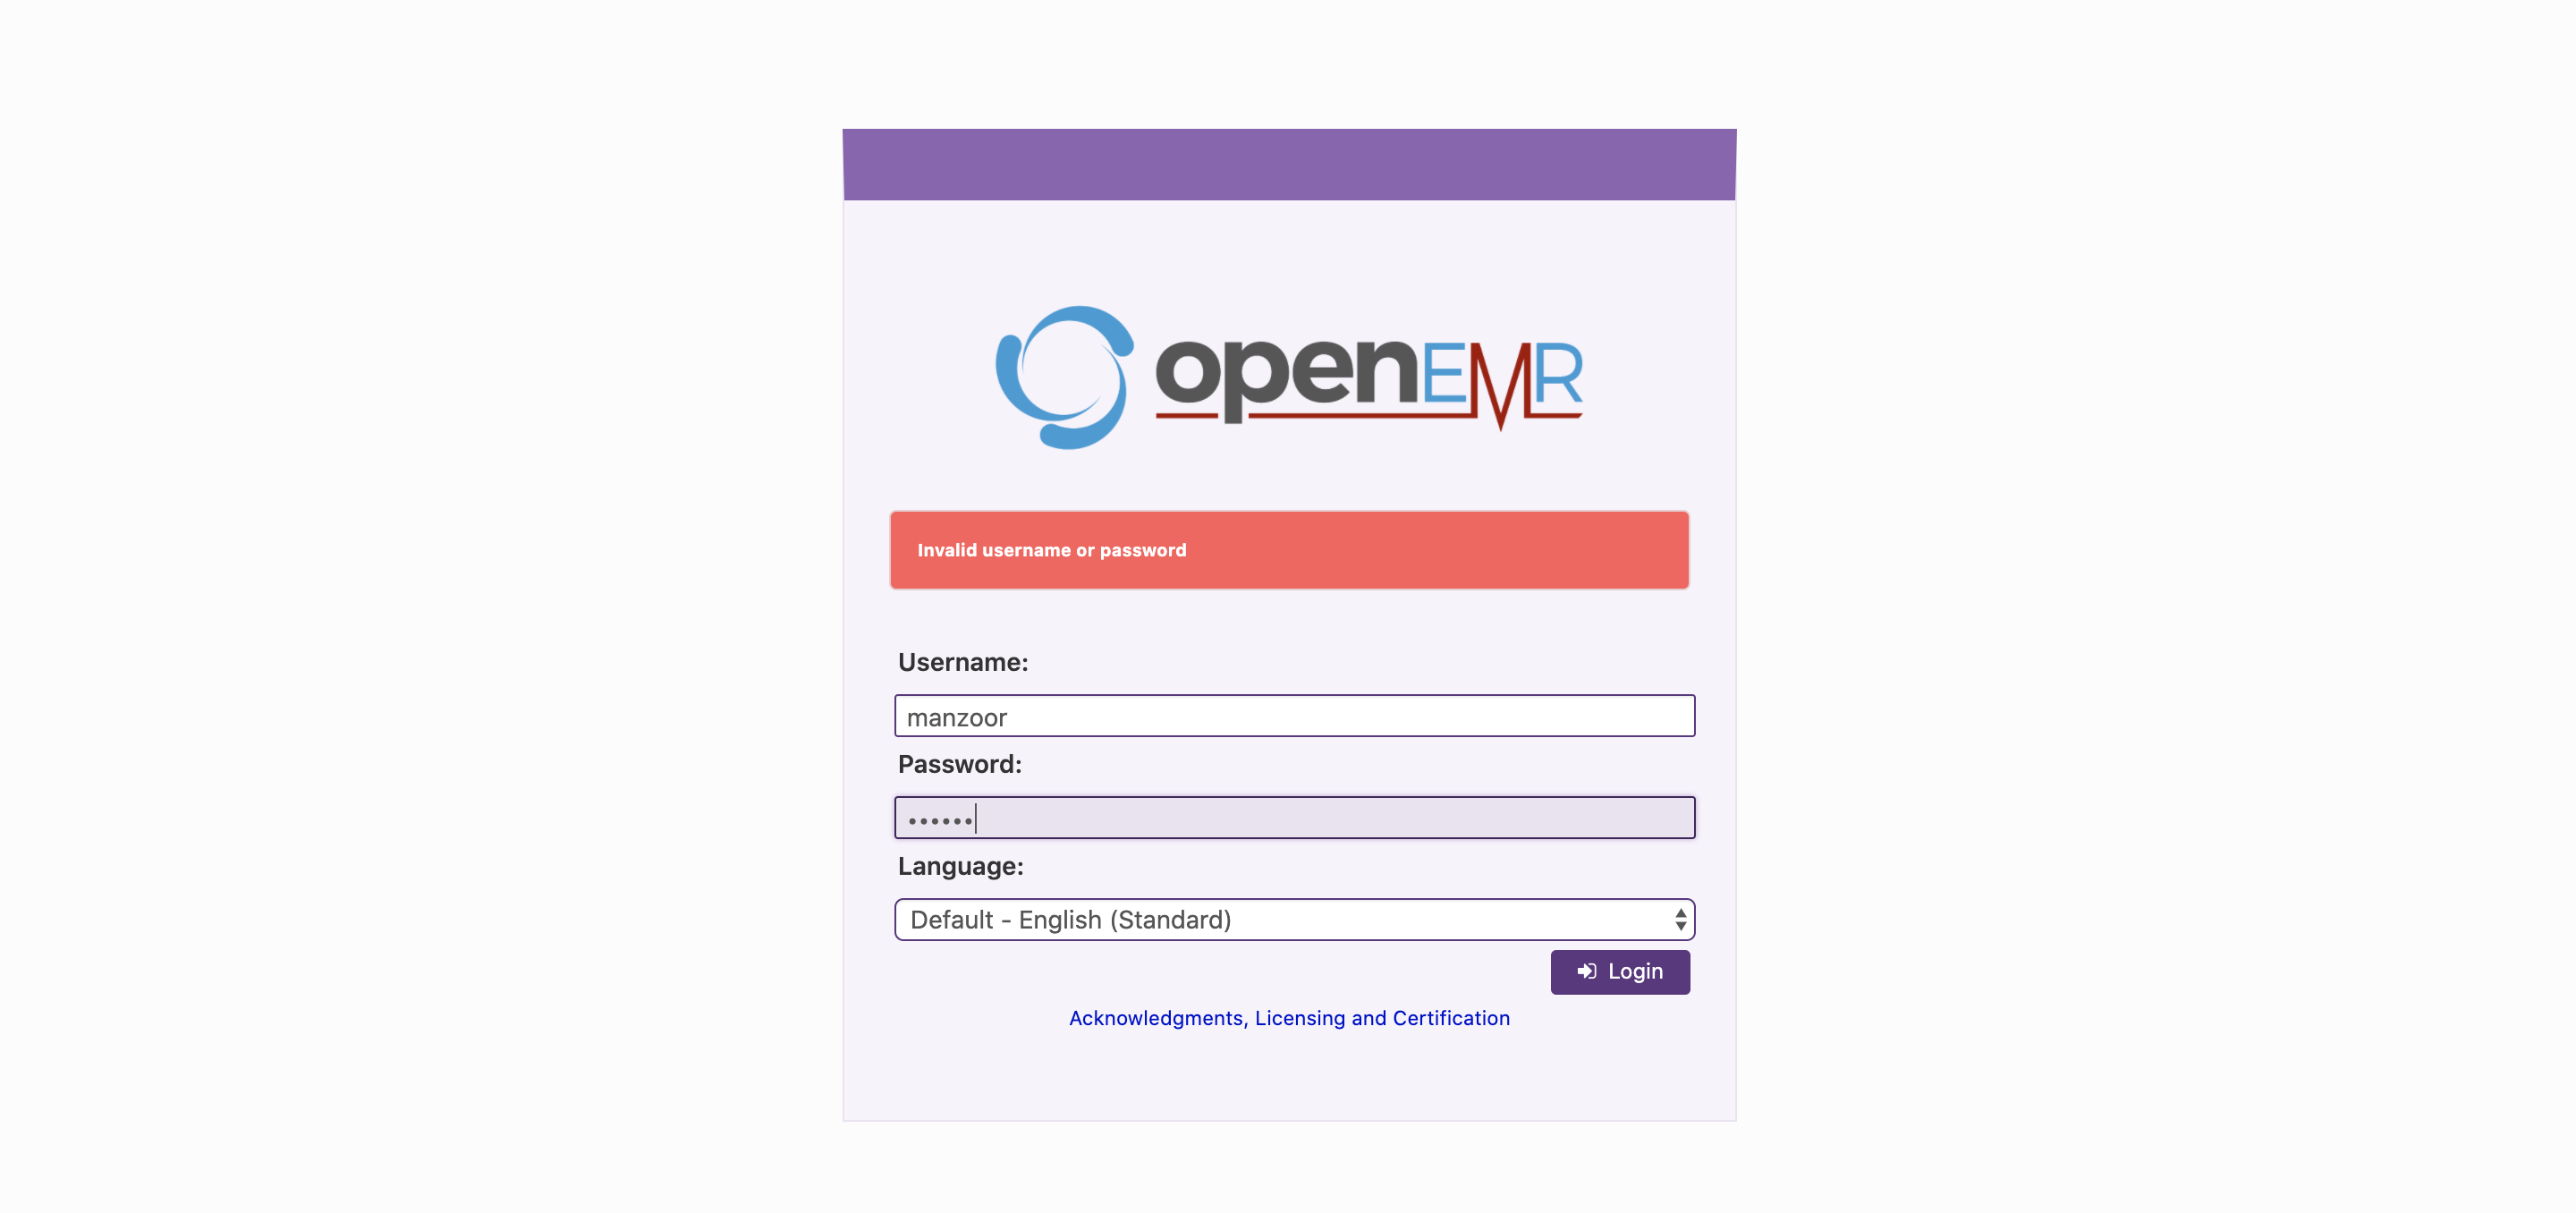 openEMR
Invalid username or password
Username:
manzoor
Password:
••••••
Language:
Default - English (Standard)
Login
Acknowledgments, Licensing and Certification